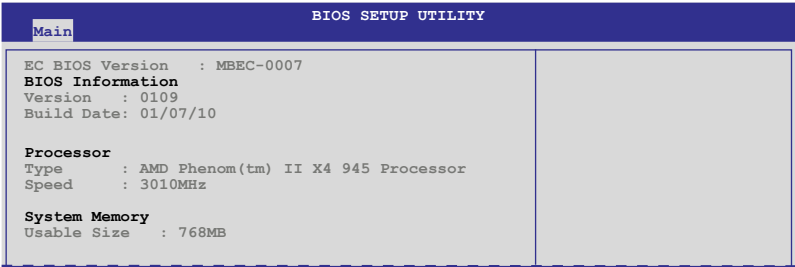 BIOS SETUP UTILITY
Main
EC BIOS Version : MBEC-0007
BIOS Information
Version : 0109
Build Date: 01/07/10
Processor
Type : AMD Phenom(tm) II X4 945 Processor
Speed : 3010MHz
System Memory
Usable Size : 768MB